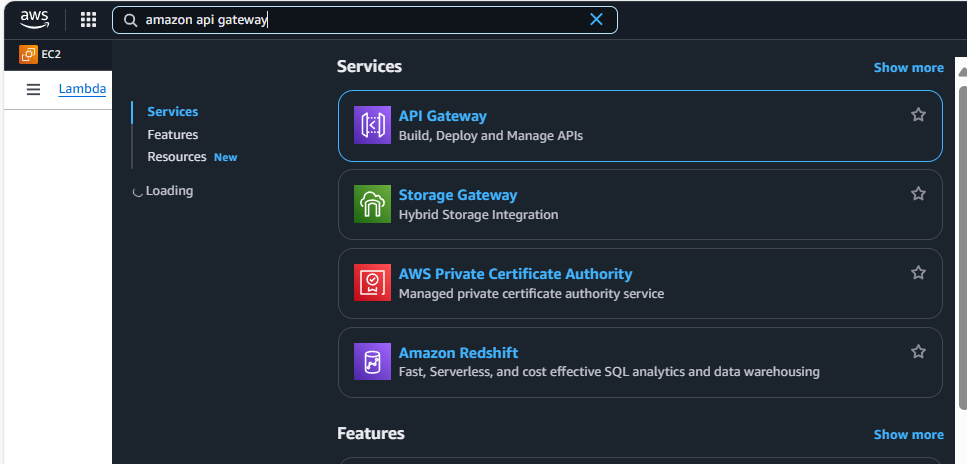 aws
amazon api gateway
EC2
Lambda
Services
Features
Resources New
Loading
Services
Show more
API Gateway
Build, Deploy and Manage APIs
Storage Gateway
Hybrid Storage Integration
AWS Private Certificate Authority
Managed private certificate authority service
Amazon Redshift
Fast, Serverless, and cost effective SQL analytics and data warehousing
Features
Show more